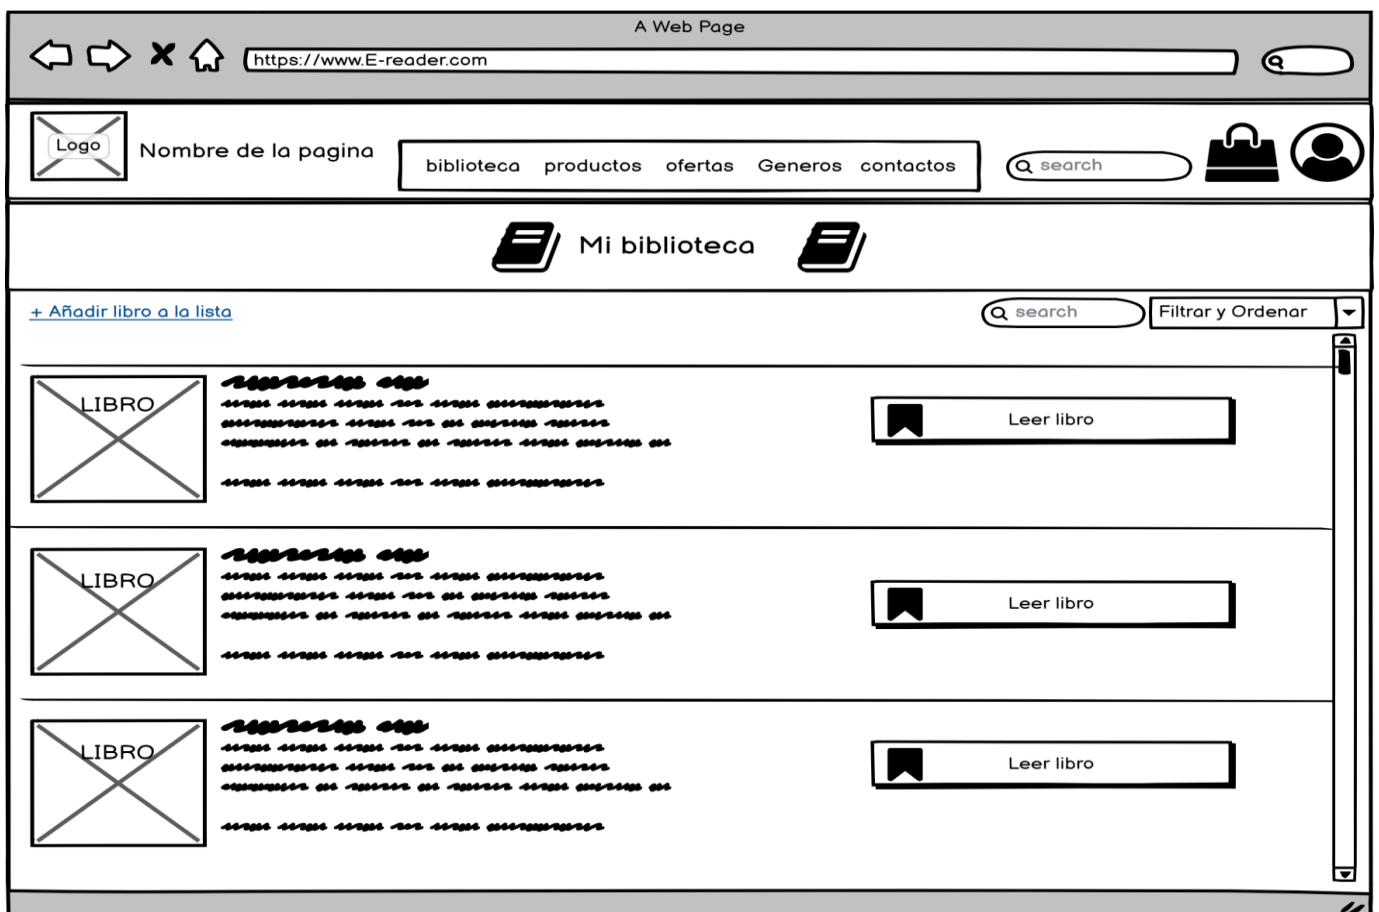 A Web Page
https://www.E-reader.com
Logo
Nombre de la pagina
biblioteca productos ofertas Generos contactos
search
Mi biblioteca
+ Añadir libro a la lista
search
Filtrar y Ordenar
LIBRO
Leer libro
LIBRO
Leer libro
LIBRO
Leer libro